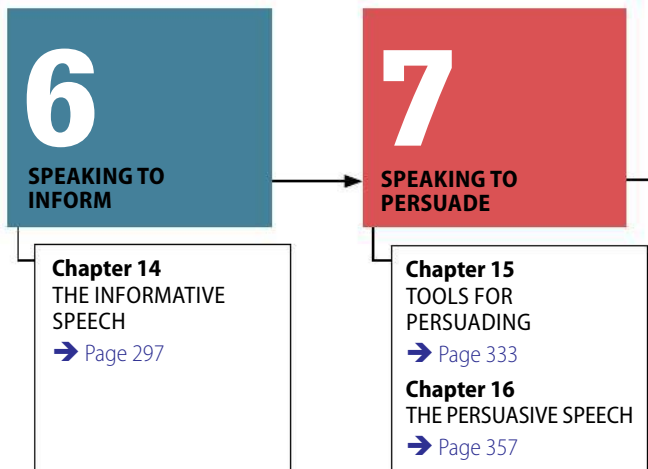 6
SPEAKING TO
INFORM
Chapter 14
THE INFORMATIVE
SPEECH
➔ Page 297
7
SPEAKING TO
PERSUADE
Chapter 15
TOOLS FOR
PERSUADING
➔ Page 333
Chapter 16
THE PERSUASIVE SPEECH
➔ Page 357